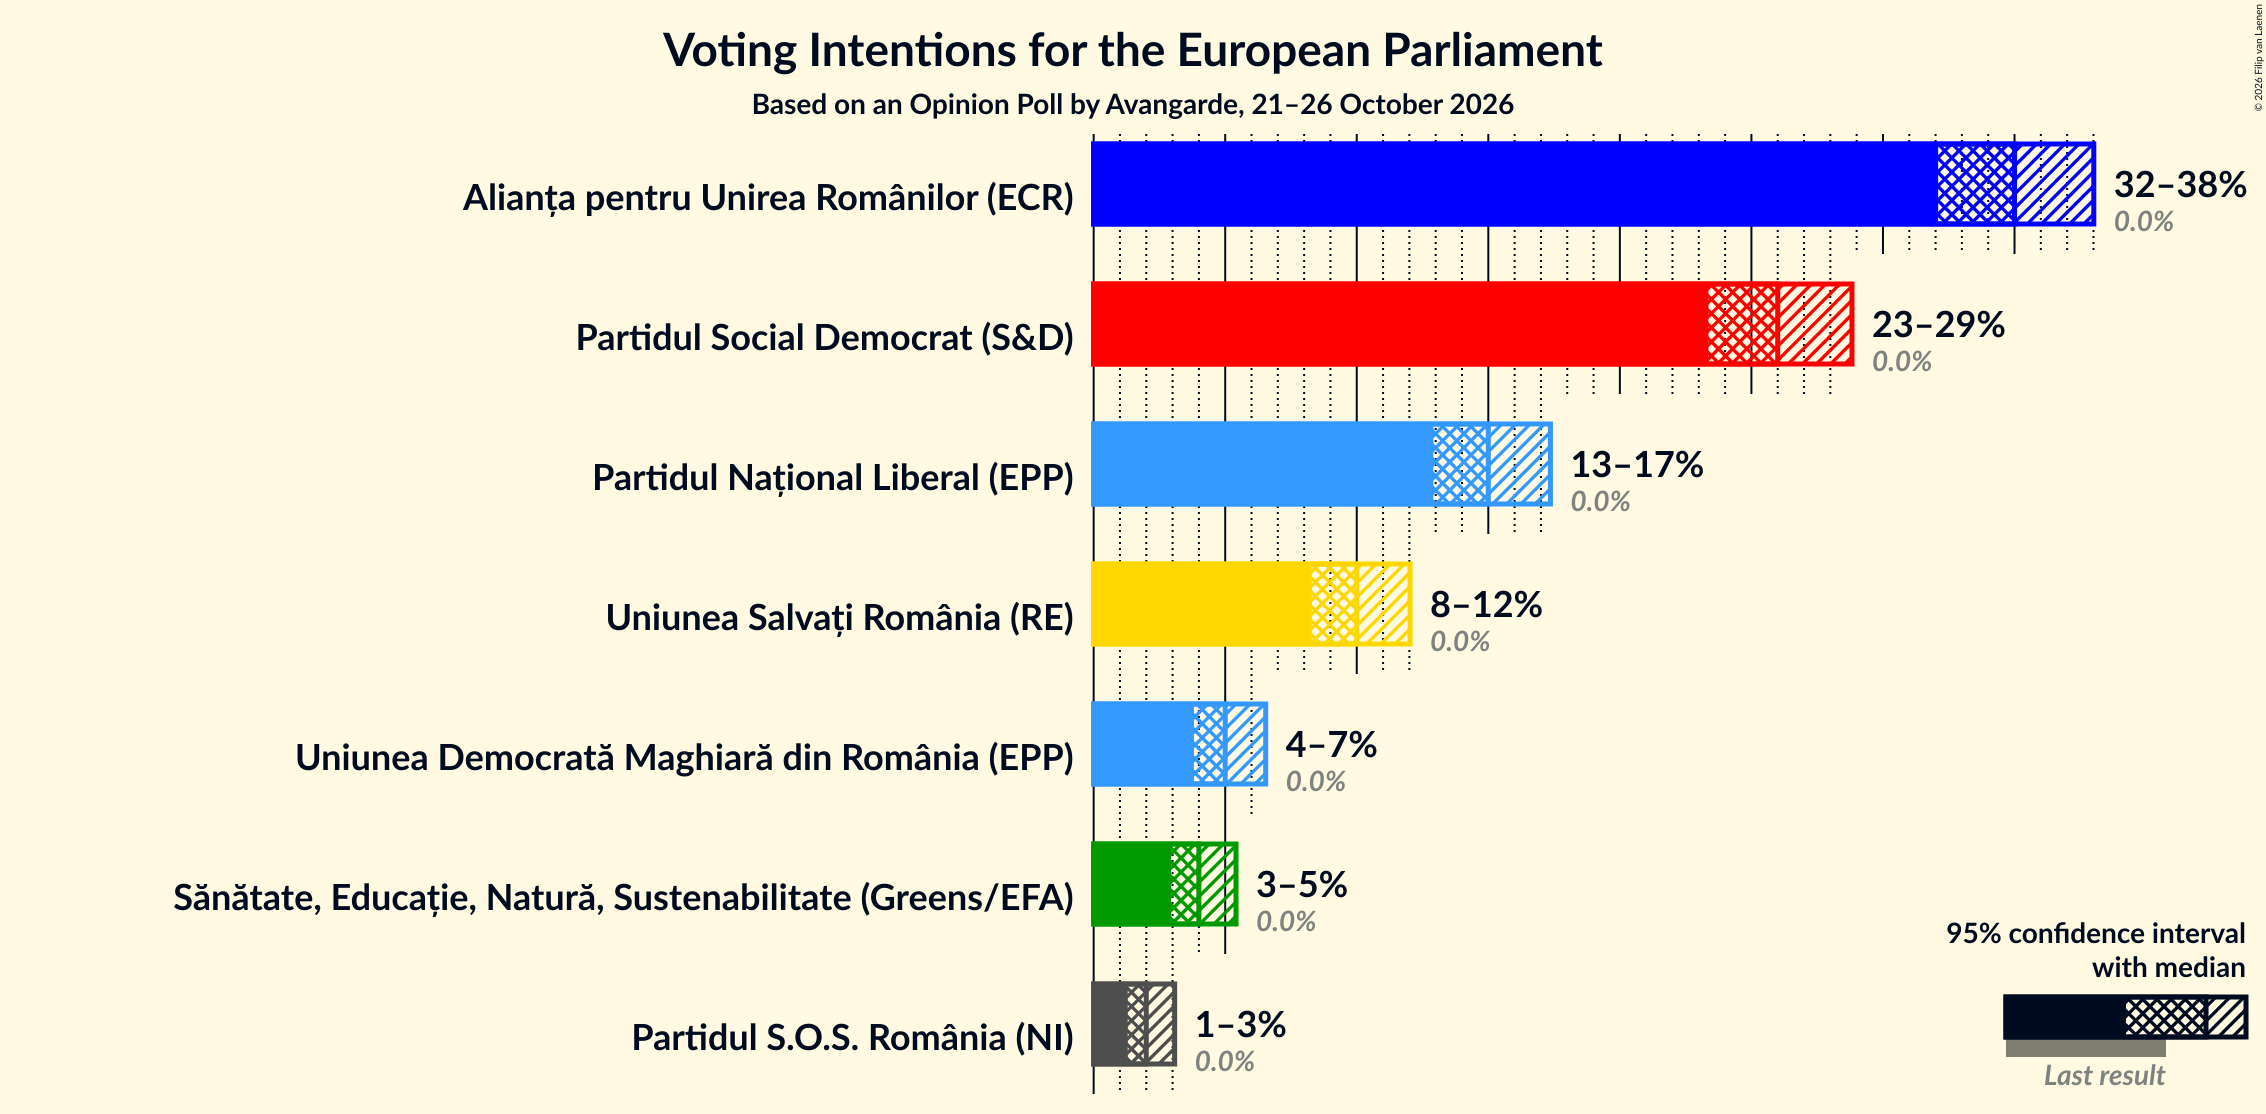 Voting Intentions for the European Parliament
Based on an Opinion Poll by Avangarde, 21–26 October 2026
© 2026 Filip van Laenen
Alianța pentru Unirea Românilor (ECR)
32–38%
0.0%
Partidul Social Democrat (S&D)
23–29%
0.0%
Partidul Național Liberal (EPP)
13–17%
0.0%
Uniunea Salvați România (RE)
8–12%
0.0%
Uniunea Democrată Maghiară din România (EPP)
4–7%
0.0%
Sănătate, Educație, Natură, Sustenabilitate (Greens/EFA)
3–5%
0.0%
Partidul S.O.S. România (NI)
1–3%
0.0%
95% confidence interval
with median
Last result